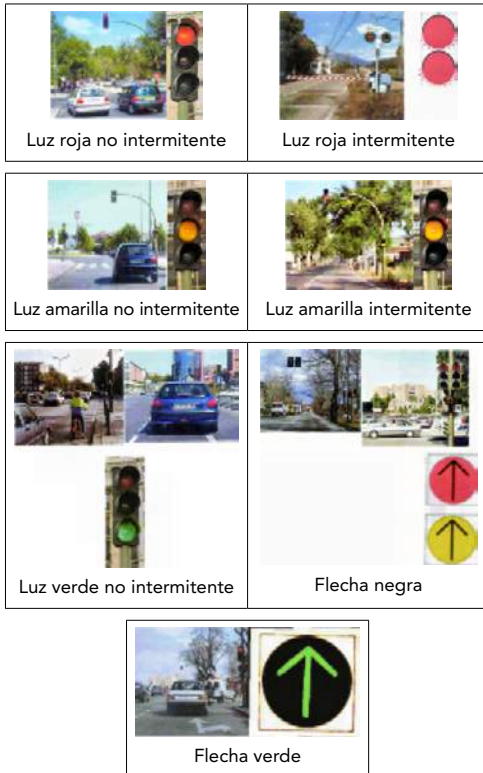 Luz roja no intermitente
Luz roja intermitente
Luz amarilla no intermitente
Luz amarilla intermitente
Luz verde no intermitente
Flecha negra
Flecha verde